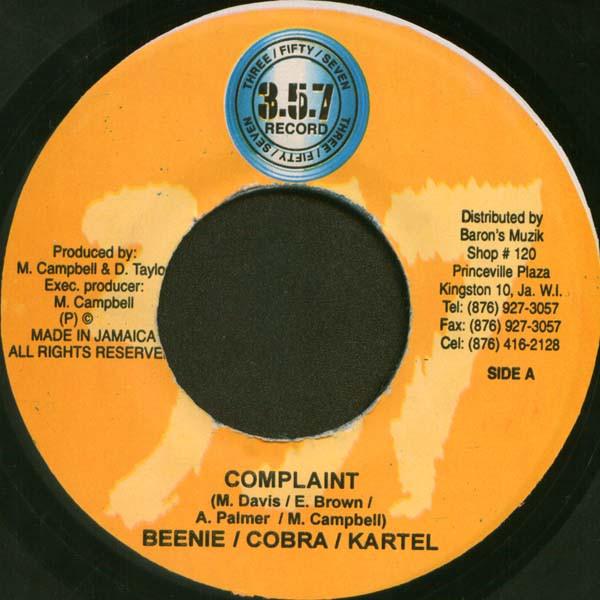 THREE / FIFTY / SEVEN
3.5.7
RECORD
THREE / FIFTY / SEVEN
Produced by:
M. Campbell & D. Taylo
Exec. producer:
M. Campbell
(P) ©
MADE IN JAMAICA
ALL RIGHTS RESERVE
Distributed by
Baron's Muzik
Shop # 120
Princeville Plaza
Kingston 10, Ja. W.I.
Tel: (876) 927-3057
Fax: (876) 927-3057
Cel: (876) 416-2128
SIDE A
COMPLAINT
(M. Davis / E. Brown /
A. Palmer / M. Campbell)
BEENIE / COBRA / KARTEL